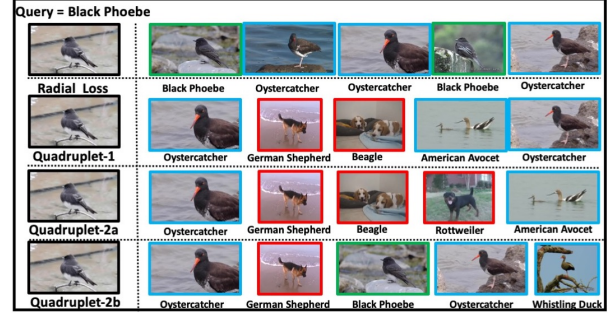 Query = Black Phoebe
Radial Loss
Black Phoebe Oystercatcher Oystercatcher Black Phoebe Oystercatcher
Quadruplet-1
Oystercatcher German Shepherd Beagle American Avocet Oystercatcher
Quadruplet-2a
Oystercatcher German Shepherd Beagle Rottweiler American Avocet
Quadruplet-2b
Oystercatcher German Shepherd Black Phoebe Oystercatcher Whistling Duck